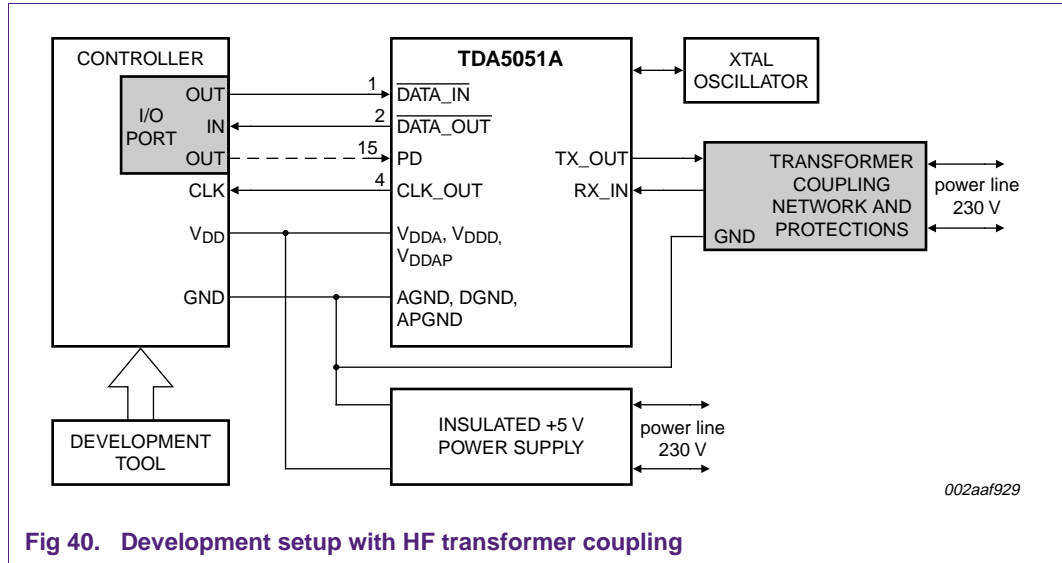 CONTROLLER
I/O
PORT
OUT
IN
OUT
CLK
VDD
GND
1
2
15
4
TDA5051A
DATA_IN
DATA_OUT
PD
CLK_OUT
VDDA, VDDD,
VDDAP
AGND, DGND,
APGND
TX_OUT
RX_IN
XTAL
OSCILLATOR
TRANSFORMER
COUPLING
NETWORK AND
PROTECTIONS
GND
power line
230 V
DEVELOPMENT
TOOL
INSULATED +5 V
POWER SUPPLY
power line
230 V
002aaf929
Fig 40. Development setup with HF transformer coupling